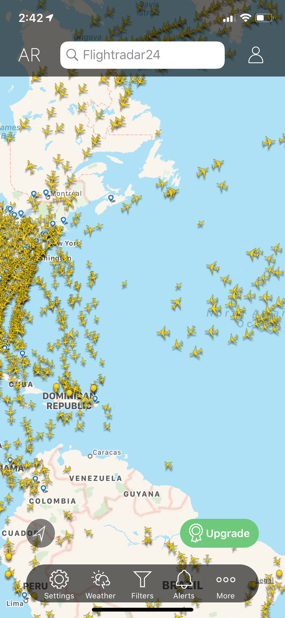 2:42
AR
Flightradar24
Montreal
New York
CUBA
DOMINICAN
REPUBLIC
Caracas
VENEZUELA
GUYANA
COLOMBIA
Upgrade
Settings
Weather
Filters
Alerts
More
PERU
BRAZIL
Lima